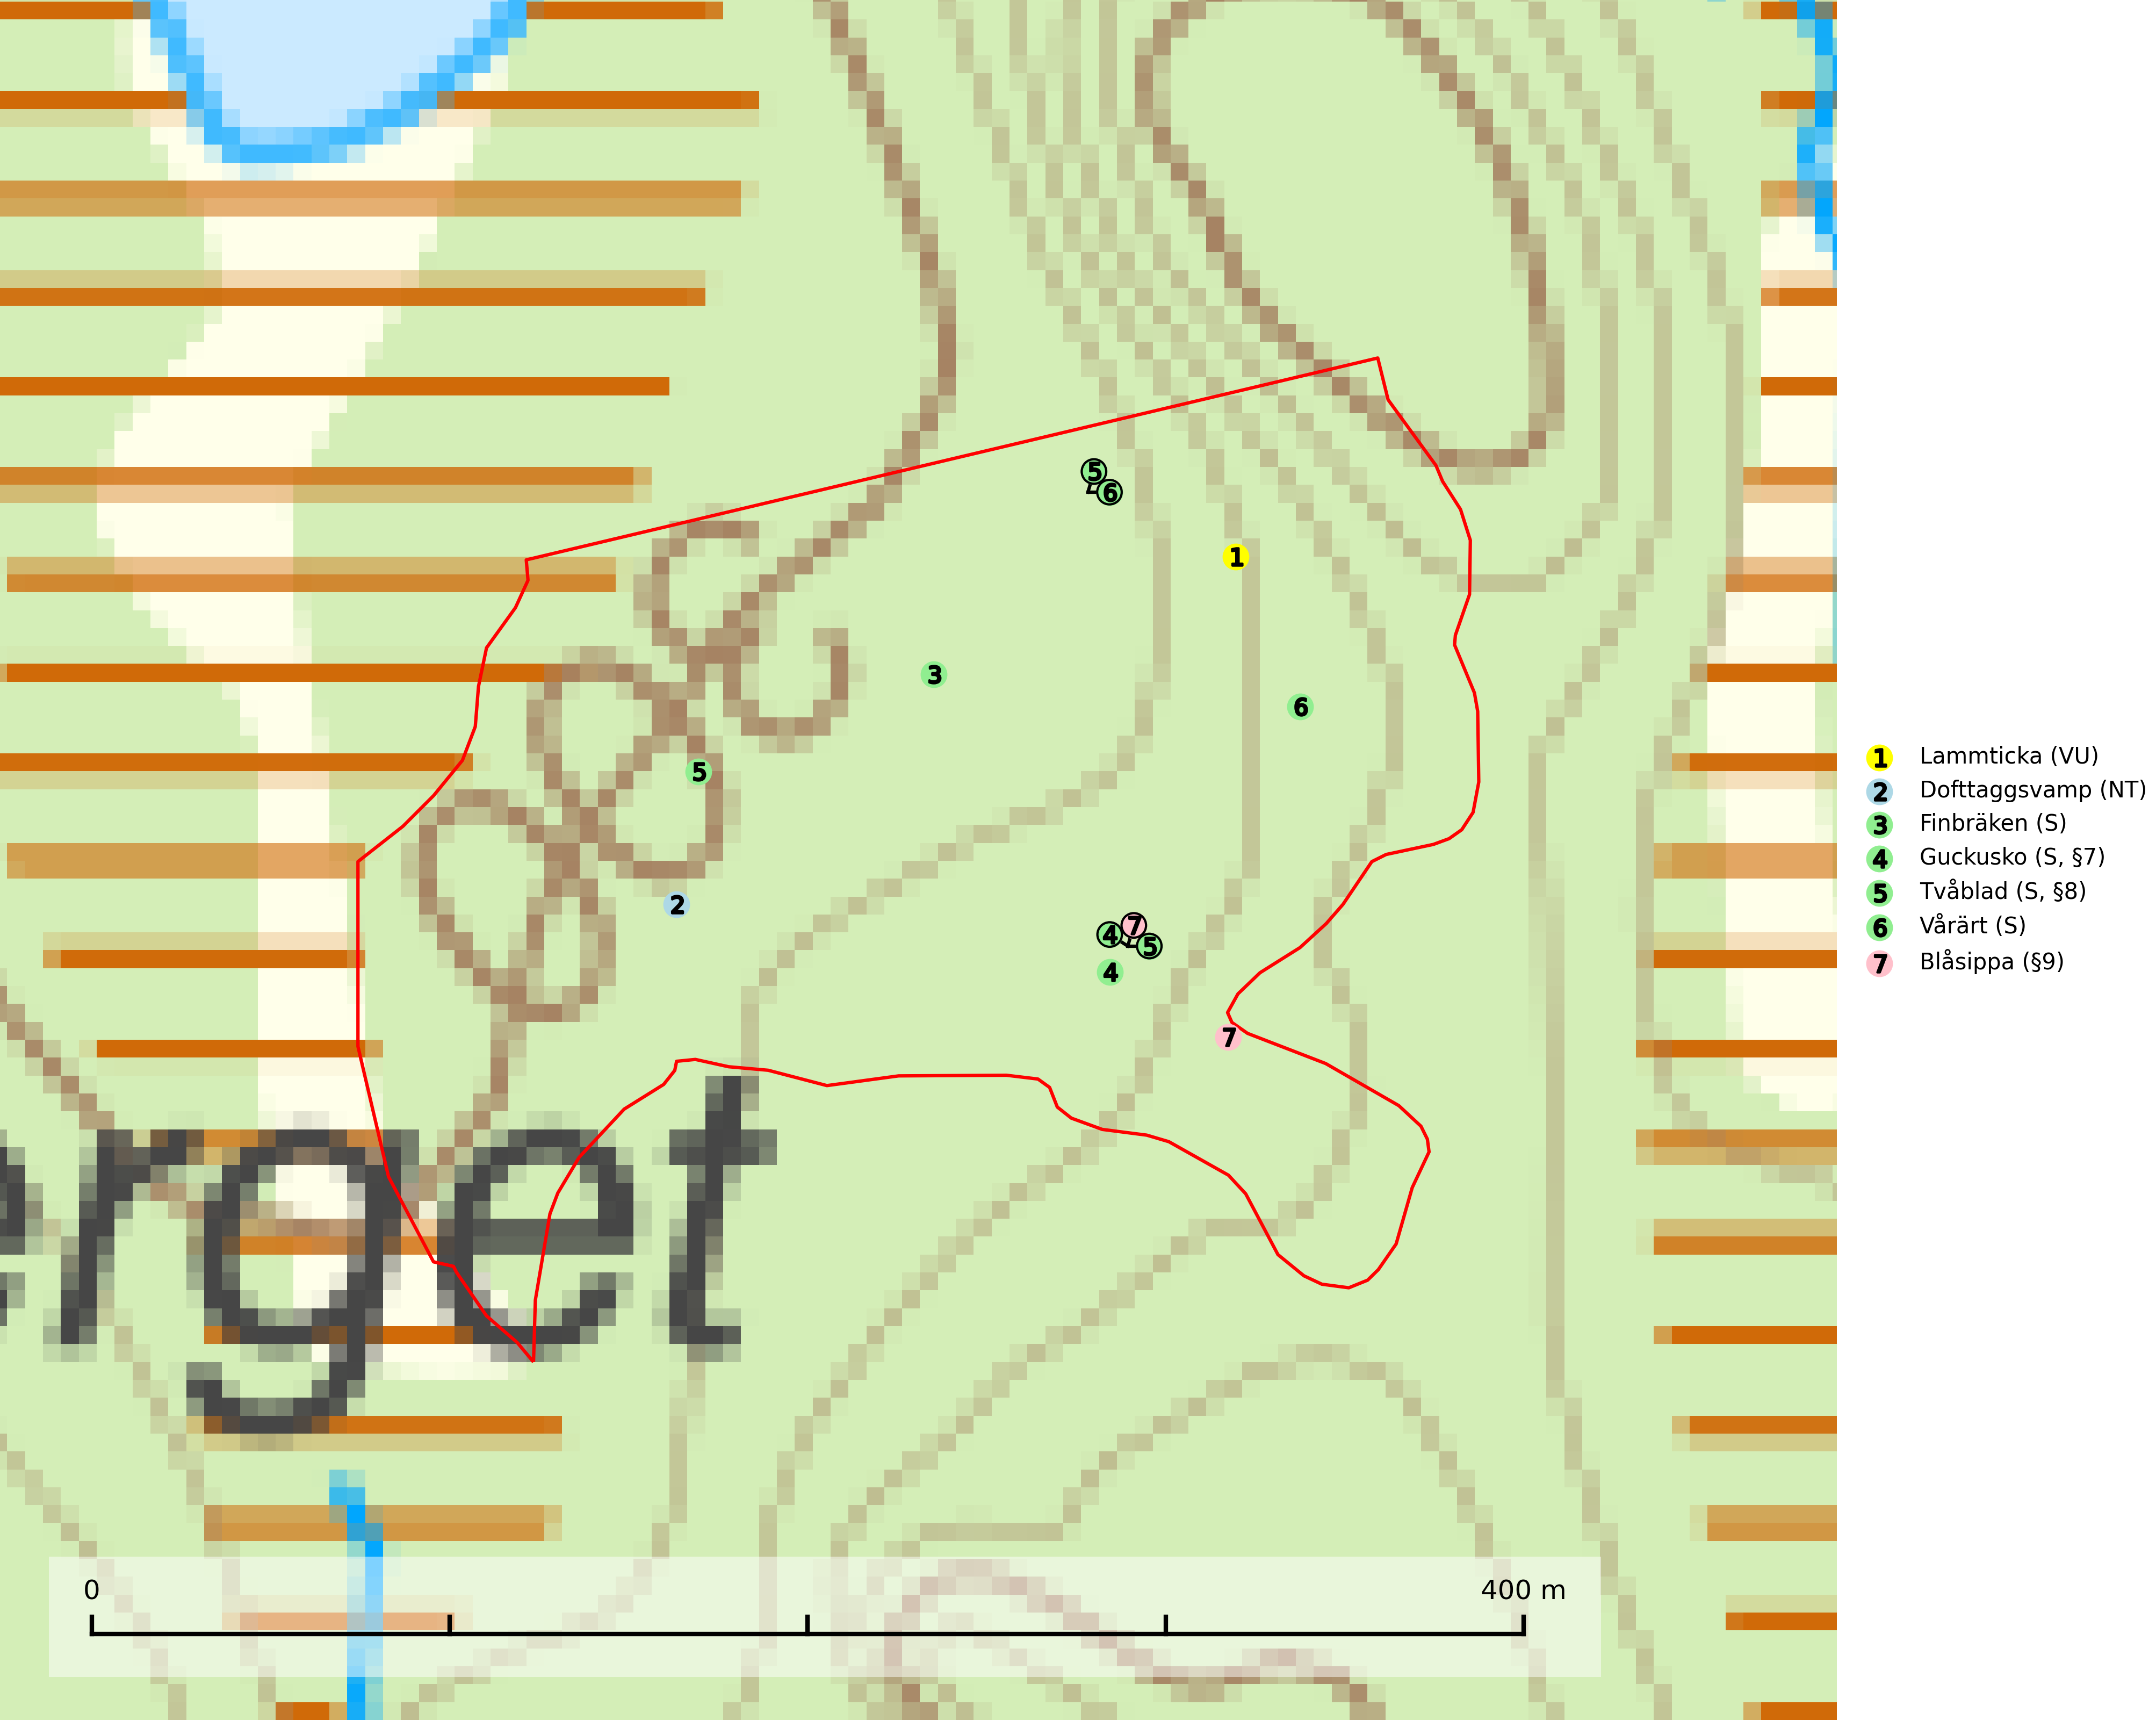 5
6
1
3
6
5
2
7
4
5
4
7
rget
0
400 m
1 Lammticka (VU)
2 Dofttaggsvamp (NT)
3 Finbräken (S)
4 Guckusko (S, §7)
5 Tvåblad (S, §8)
6 Vårärt (S)
7 Blåsippa (§9)